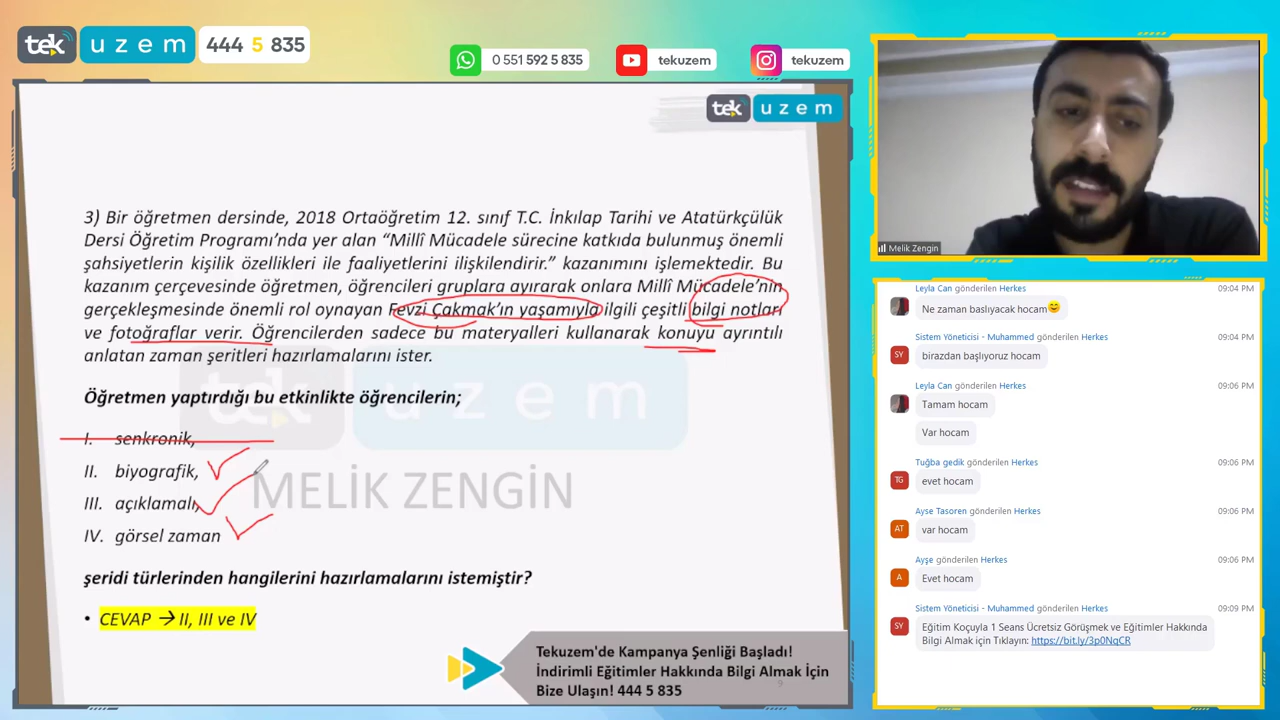 tek uzem 444 5 835
0 551 592 5 835
tekuzem
tekuzem
tek uzem
3) Bir öğretmen dersinde, 2018 Ortaöğretim 12. sınıf T.C. İnkılap Tarihi ve Atatürkçülük
Dersi Öğretim Programı’nda yer alan “Millî Mücadele sürecine katkıda bulunmuş önemli
şahsiyetlerin kişilik özellikleri ile faaliyetlerini ilişkilendirir.” kazanımını işlemektedir. Bu
kazanım çerçevesinde öğretmen, öğrencileri gruplara ayırarak onlara Millî Mücadele’nin
gerçekleşmesinde önemli rol oynayan Fevzi Çakmak’ın yaşamıyla ilgili çeşitli bilgi notları
ve fotoğraflar verir. Öğrencilerden sadece bu materyalleri kullanarak konuyu ayrıntılı
anlatan zaman şeritleri hazırlamalarını ister.
tek uzem
Öğretmen yaptırdığı bu etkinlikte öğrencilerin;
I. senkronik,
II. biyografik,
III. açıklamalı,
MELİK ZENGİN
IV. görsel zaman
şeridi türlerinden hangilerini hazırlamalarını istemiştir?
• CEVAP → II, III ve IV
Tekuzem'de Kampanya Şenliği Başladı!
İndirimli Eğitimler Hakkında Bilgi Almak İçin
Bize Ulaşın! 444 5 835
9
Melik Zengin
Leyla Can gönderilen Herkes 09:04 PM
Ne zaman baslıyacak hocam😊
Sistem Yöneticisi - Muhammed gönderilen Herkes 09:04 PM
SY birazdan başlıyoruz hocam
Leyla Can gönderilen Herkes 09:06 PM
Tamam hocam
Var hocam
Tuğba gedik gönderilen Herkes 09:06 PM
TG evet hocam
Ayse Tasoren gönderilen Herkes 09:06 PM
AT var hocam
Ayşe gönderilen Herkes 09:06 PM
A Evet hocam
Sistem Yöneticisi - Muhammed gönderilen Herkes 09:09 PM
SY Eğitim Koçuyla 1 Seans Ücretsiz Görüşmek ve Eğitimler Hakkında
Bilgi Almak için Tıklayın: https://bit.ly/3p0NqCR